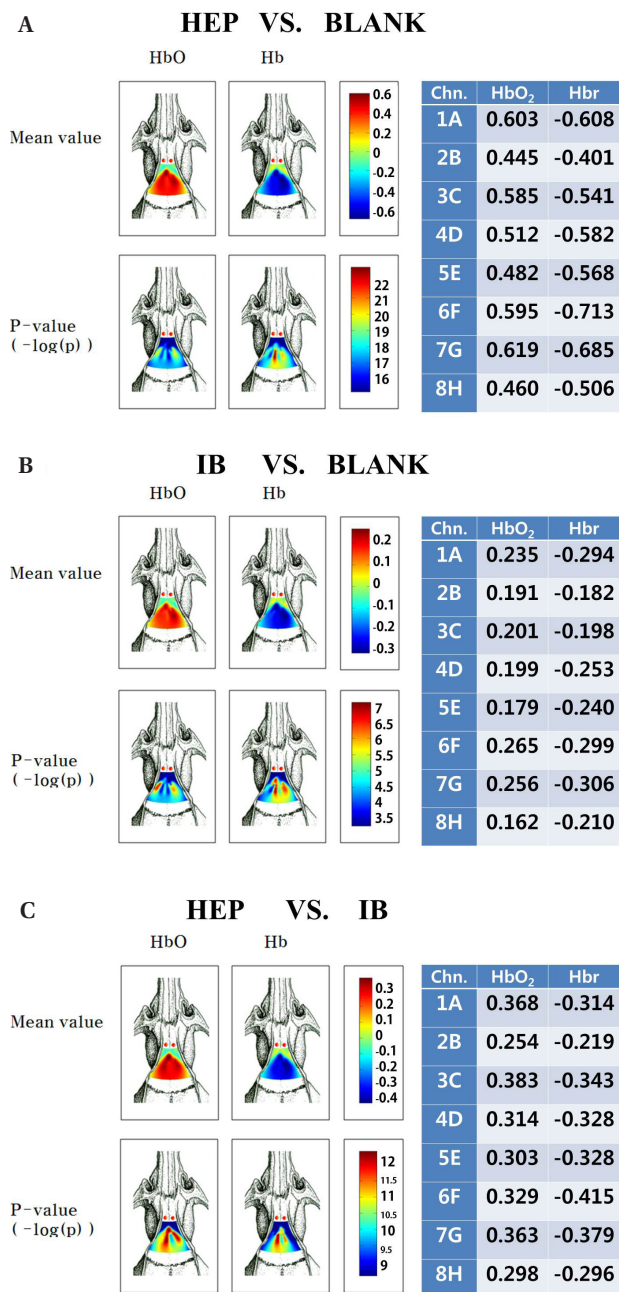 A HEP VS. BLANK
HbO Hb
Mean value
0.6
0.4
0.2
0
-0.2
-0.4
-0.6
P-value
(-log(p))
22
21
20
19
18
17
16
Chn. HbO₂ Hbr
1A 0.603 -0.608
2B 0.445 -0.401
3C 0.585 -0.541
4D 0.512 -0.582
5E 0.482 -0.568
6F 0.595 -0.713
7G 0.619 -0.685
8H 0.460 -0.506
B IB VS. BLANK
HbO Hb
Mean value
0.2
0.1
0
-0.1
-0.2
-0.3
P-value
(-log(p))
7
6.5
6
5.5
5
4.5
4
3.5
Chn. HbO₂ Hbr
1A 0.235 -0.294
2B 0.191 -0.182
3C 0.201 -0.198
4D 0.199 -0.253
5E 0.179 -0.240
6F 0.265 -0.299
7G 0.256 -0.306
8H 0.162 -0.210
C HEP VS. IB
HbO Hb
Mean value
0.3
0.2
0.1
0
-0.1
-0.2
-0.3
-0.4
P-value
(-log(p))
12
11.5
11
10.5
10
9.5
9
Chn. HbO₂ Hbr
1A 0.368 -0.314
2B 0.254 -0.219
3C 0.383 -0.343
4D 0.314 -0.328
5E 0.303 -0.328
6F 0.329 -0.415
7G 0.363 -0.379
8H 0.298 -0.296